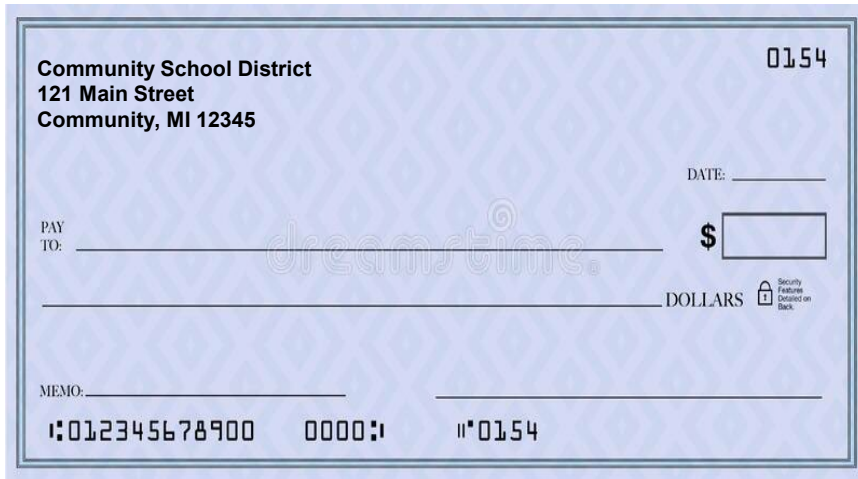 Community School District
0154
121 Main Street
Community, MI 12345
DATE:
PAY
TO:
$
dreamstime
DOLLARS
Security
Features
Detailed on
Back.
MEMO:
⑆012345678900 0000⑆ ⑈0154